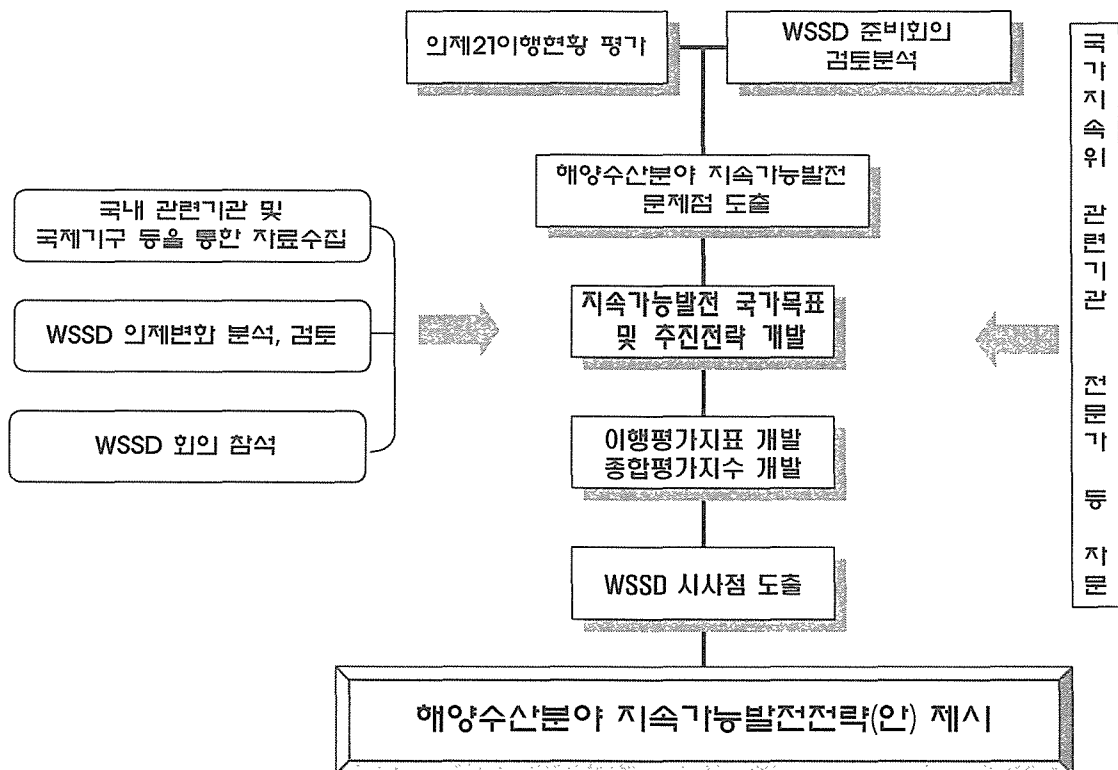 의제21이행현황 평가
WSSD 준비회의
검토분석
해양수산분야 지속가능발전
문제점 도출
국내 관련기관 및
국제기구 등을 통한 자료수집
WSSD 의제변화 분석, 검토
WSSD 회의 참석
지속가능발전 국가목표
및 추진전략 개발
이행평가지표 개발
종합평가지수 개발
WSSD 시사점 도출
해양수산분야 지속가능발전전략(안) 제시
국가지속위 관련기관 전문가 등 자문